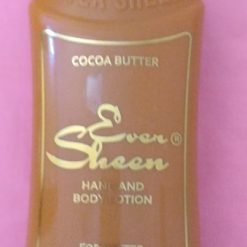 COCOA BUTTER
Ever
Sheen®
HAND AND
BODY LOTION